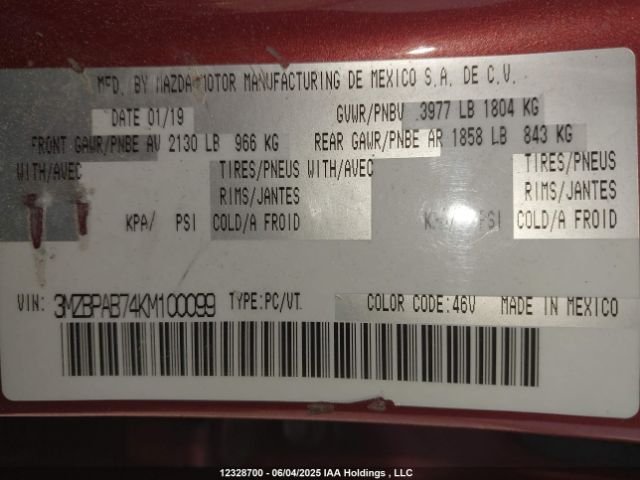 MFD. BY MAZDA MOTOR MANUFACTURING DE MEXICO S.A. DE C.V.
DATE 01/19 GVWR/PNBV 3977 LB 1804 KG
FRONT GAWR/PNBE AV 2130 LB 966 KG REAR GAWR/PNBE AR 1858 LB 843 KG
WITH/AVEC TIRES/PNEUS WITH/AVEC TIRES/PNEUS
RIMS/JANTES RIMS/JANTES
KPA/ PSI COLD/A FROID KPA/ PSI COLD/A FROID
VIN: 3MZBPAB74KM100099 TYPE:PC/VT COLOR CODE:46V MADE IN MEXICO
12328700 - 06/04/2025 IAA Holdings , LLC